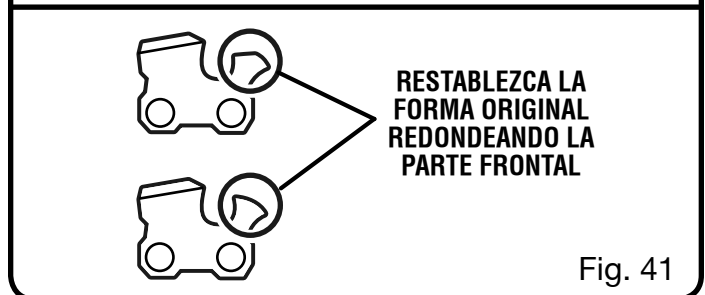 RESTABLEZCA LA
FORMA ORIGINAL
REDONDEANDO LA
PARTE FRONTAL
Fig. 41